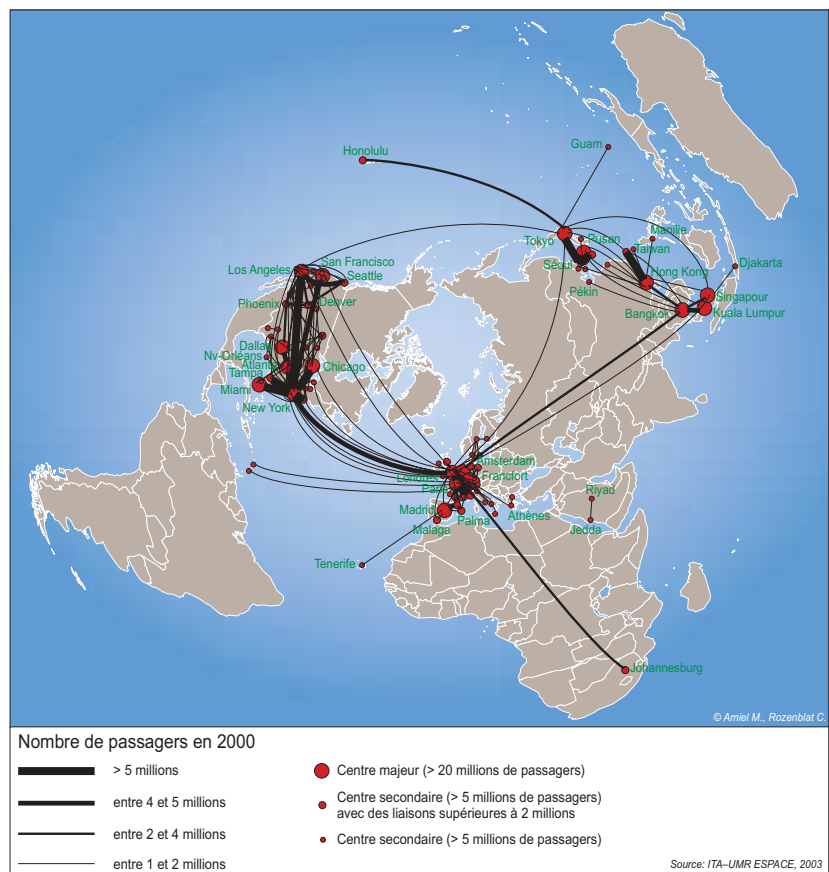 Honolulu
Guam
Tokyo
Pusan
Manille
Taiwan
Séoul
Pékin
Hong Kong
Djakarta
Singapour
Bangkok
Kuala Lumpur
Los Angeles
San Francisco
Seattle
Phoenix
Denver
Dallas
Nv-Orléans
Atlanta
Chicago
Tampa
Miami
New York
Amsterdam
Londres
Francfort
Paris
Madrid
Palma
Athènes
Malaga
Riyad
Jedda
Tenerife
Johannesburg
© Amiel M., Rozenblat C.
Nombre de passagers en 2000
> 5 millions
entre 4 et 5 millions
entre 2 et 4 millions
entre 1 et 2 millions
Centre majeur (> 20 millions de passagers)
Centre secondaire (> 5 millions de passagers)
avec des liaisons supérieures à 2 millions
Centre secondaire (> 5 millions de passagers)
Source: ITA–UMR ESPACE, 2003